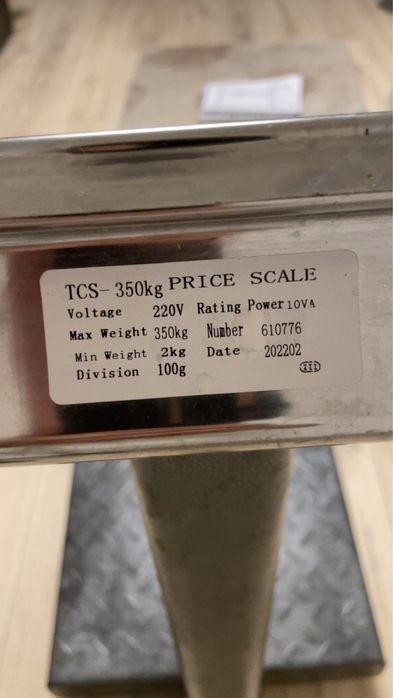 TCS-350kg PRICE SCALE
Voltage 220V Rating Power 10VA
Max Weight 350kg Number 610776
Min Weight 2kg Date 202202
Division 100g III